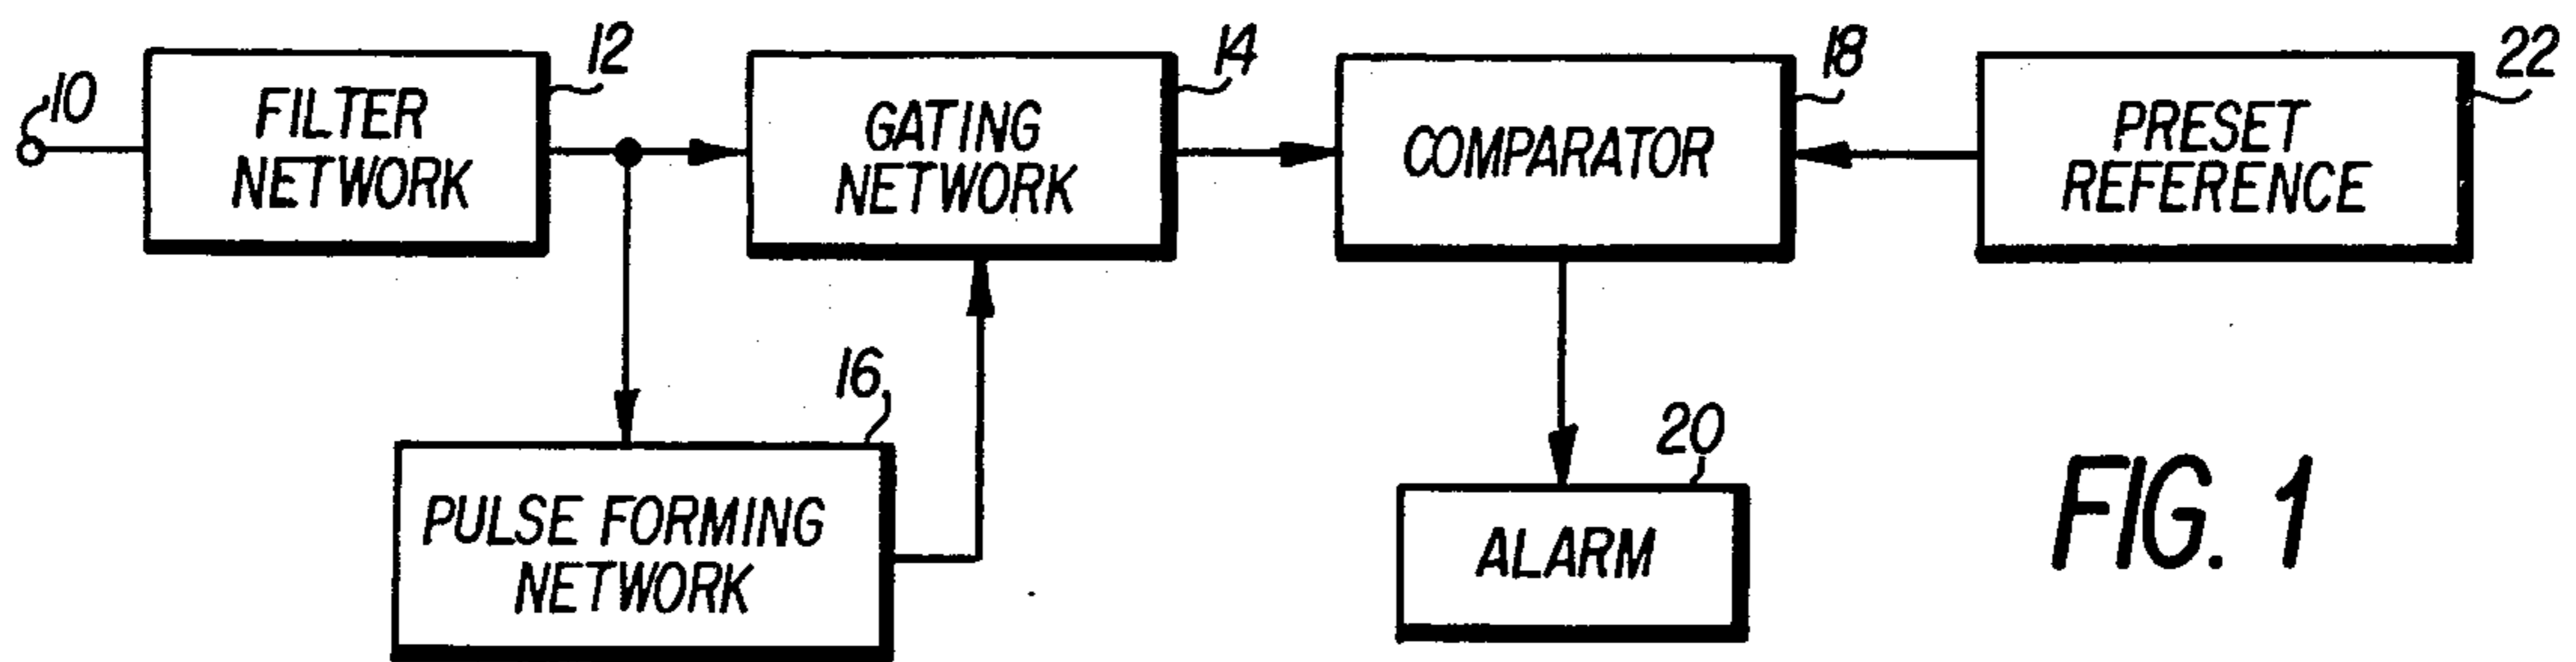 10
12
FILTER
NETWORK
14
GATING
NETWORK
18
COMPARATOR
22
PRESET
REFERENCE
16
PULSE FORMING
NETWORK
20
ALARM
FIG. 1